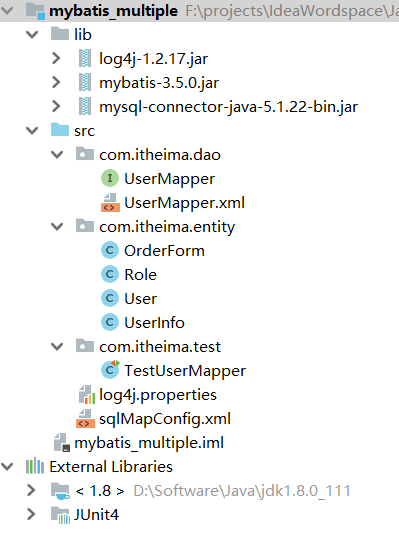 mybatis_multiple F:\projects\IdeaWordspace\Ja
lib
log4j-1.2.17.jar
mybatis-3.5.0.jar
mysql-connector-java-5.1.22-bin.jar
src
com.itheima.dao
I UserMapper
UserMapper.xml
com.itheima.entity
C OrderForm
C Role
C User
C UserInfo
com.itheima.test
C TestUserMapper
log4j.properties
sqlMapConfig.xml
mybatis_multiple.iml
External Libraries
< 1.8 > D:\Software\Java\jdk1.8.0_111
JUnit4